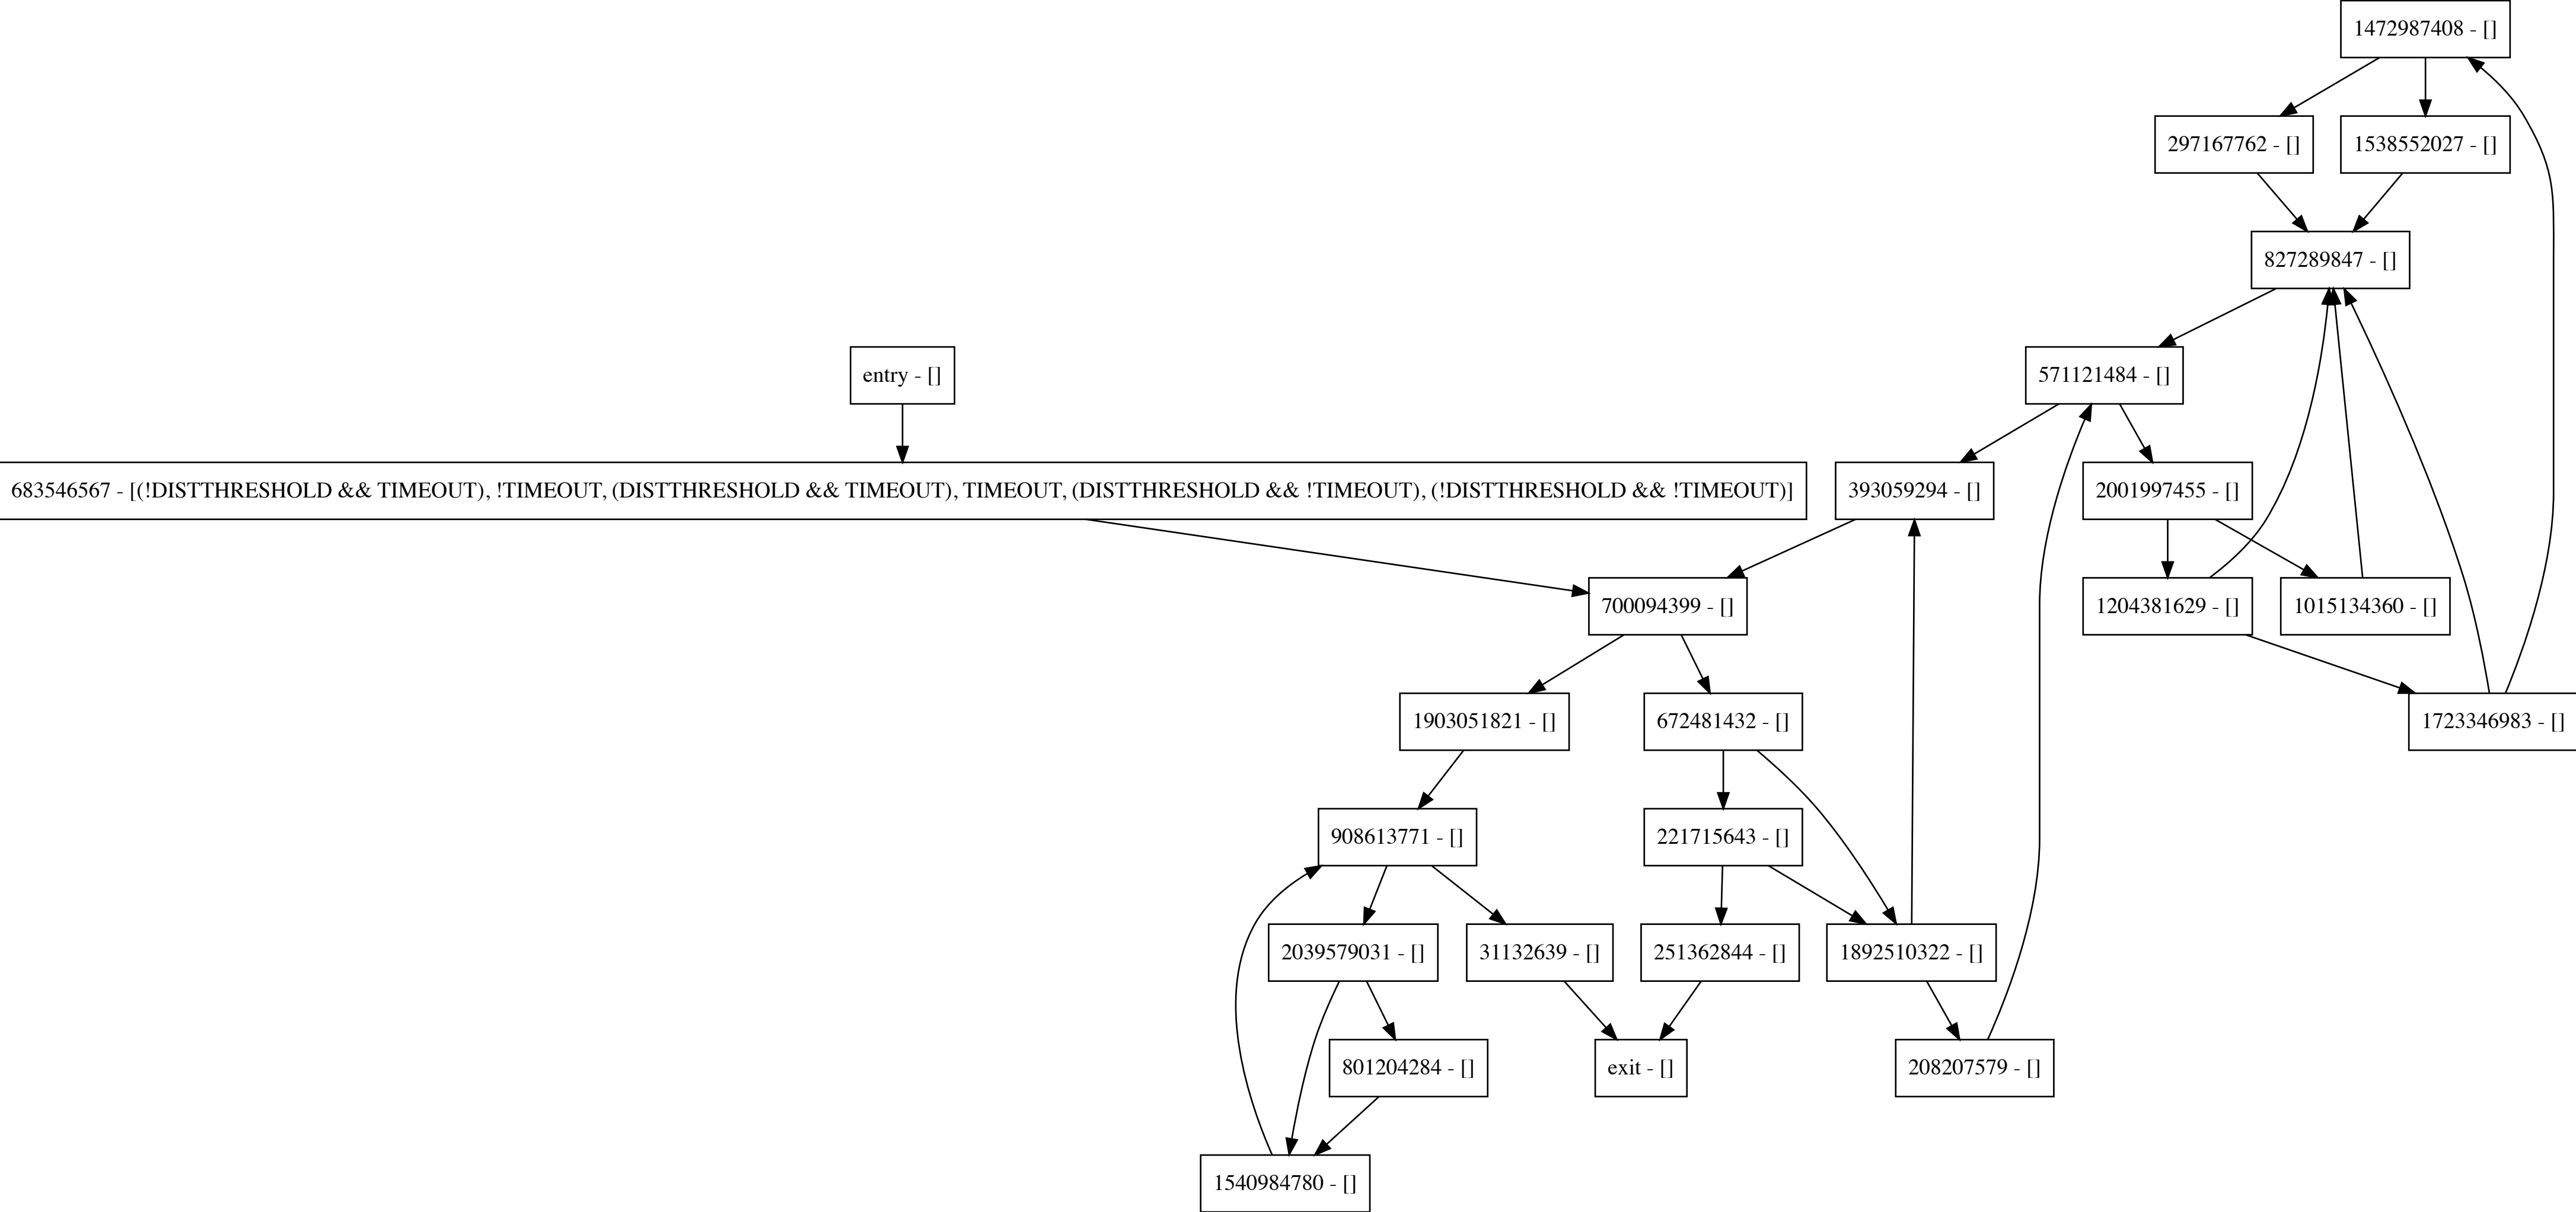 1472987408 - []
297167762 - []
1538552027 - []
827289847 - []
entry - []
571121484 - []
683546567 - [(!DISTTHRESHOLD && TIMEOUT), !TIMEOUT, (DISTTHRESHOLD && TIMEOUT), TIMEOUT, (DISTTHRESHOLD && !TIMEOUT), (!DISTTHRESHOLD && !TIMEOUT)]
393059294 - []
2001997455 - []
700094399 - []
1204381629 - []
1015134360 - []
1903051821 - []
672481432 - []
1723346983 - []
908613771 - []
221715643 - []
2039579031 - []
31132639 - []
251362844 - []
1892510322 - []
801204284 - []
exit - []
208207579 - []
1540984780 - []